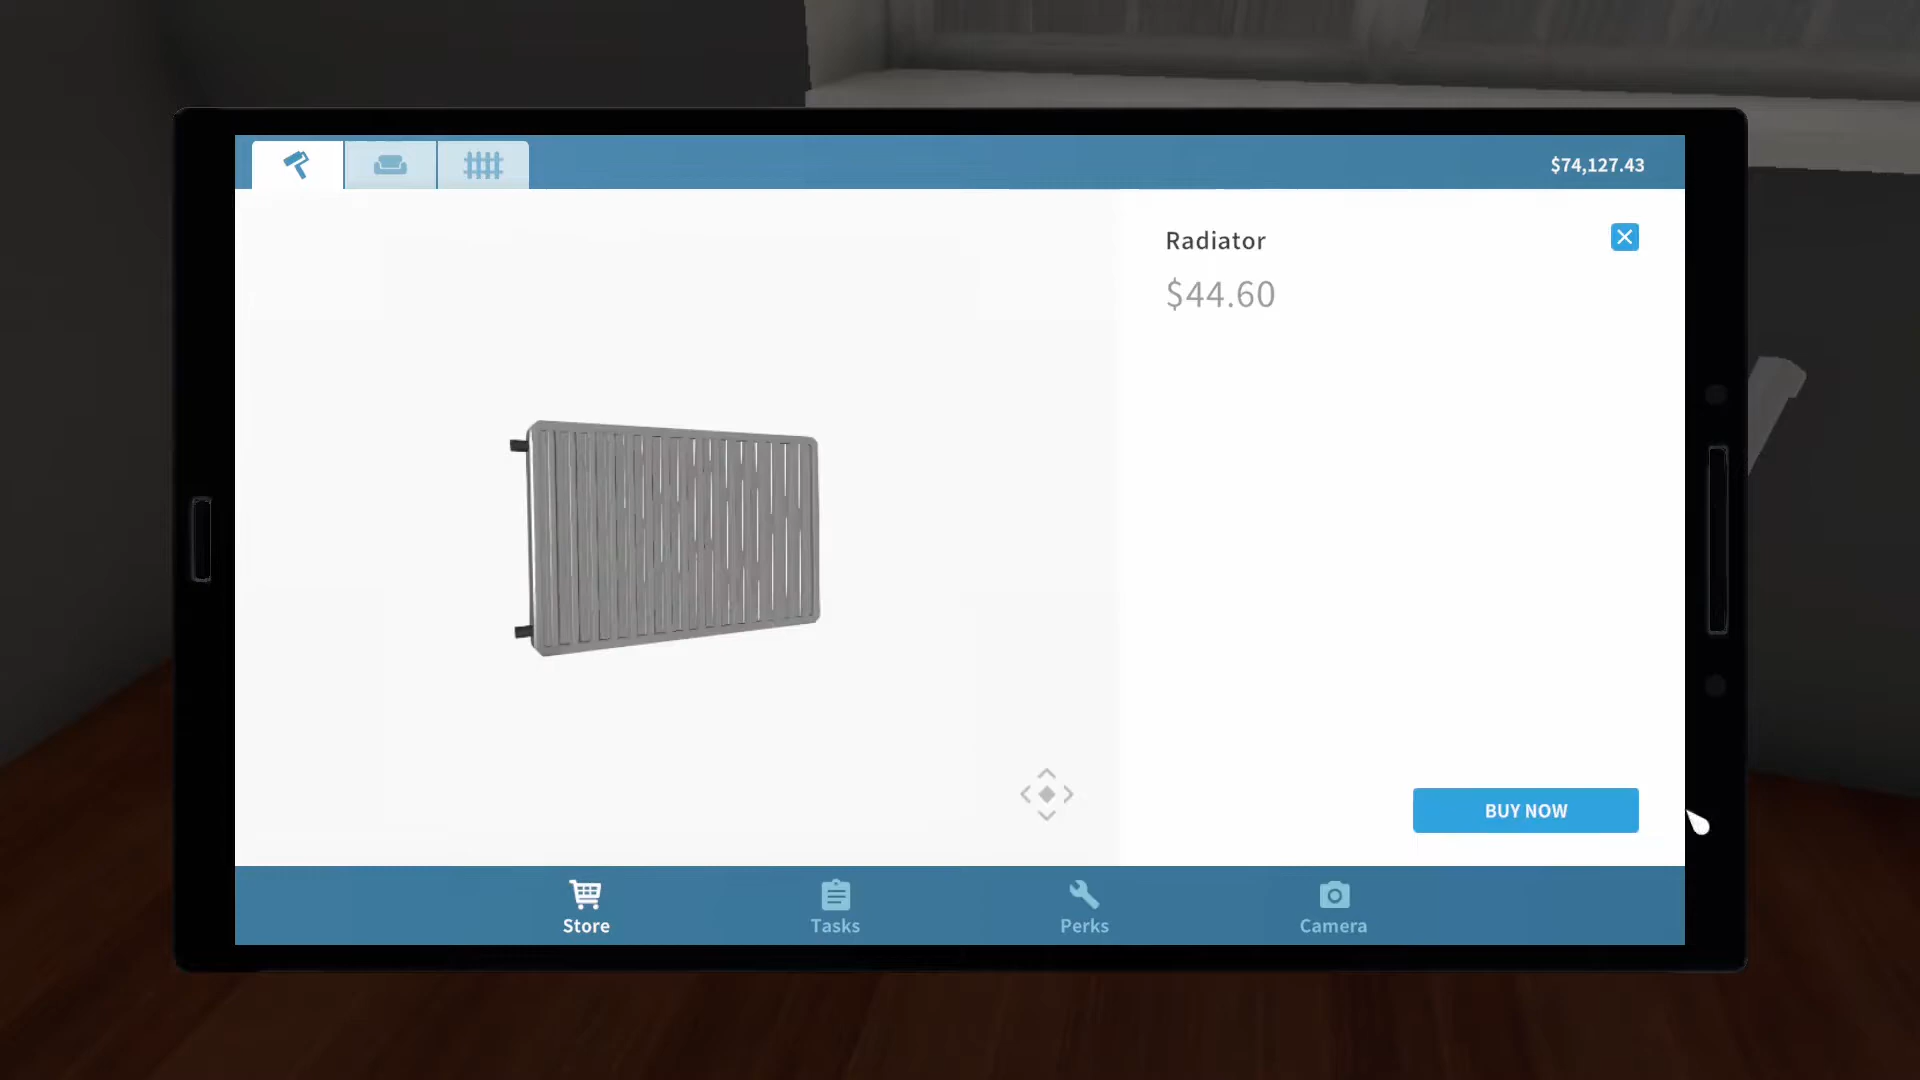 $74,127.43
Radiator
$44.60
BUY NOW
Store
Tasks
Perks
Camera